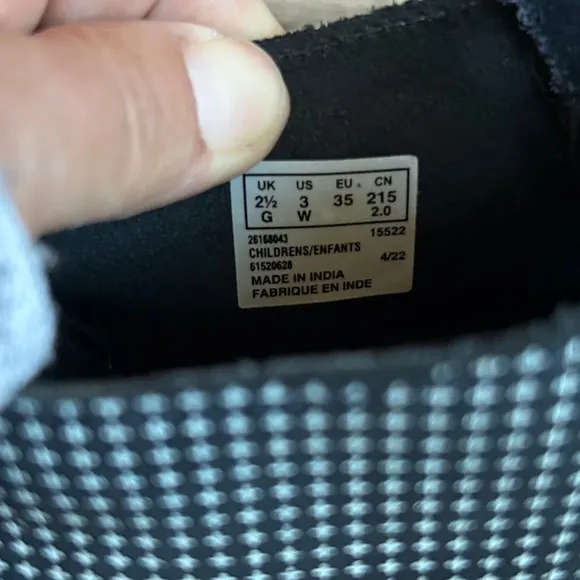 UK US EU CN
2½ 3 35 215
G W 2.0
26168043 15522
CHILDRENS/ENFANTS
61520628 4/22
MADE IN INDIA
FABRIQUE EN INDE